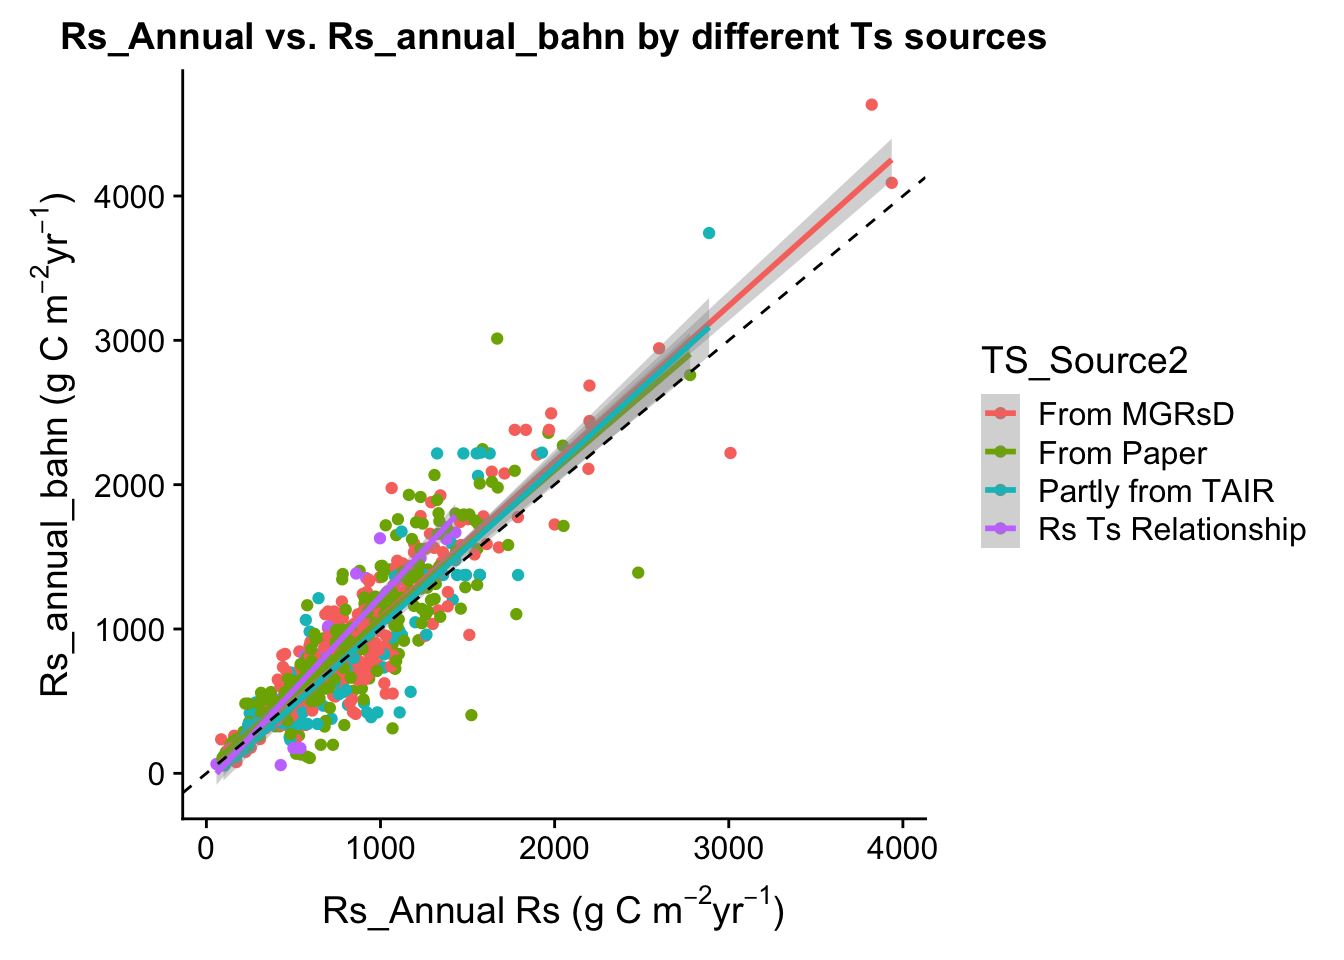 Rs_Annual vs. Rs_annual_bahn by different Ts sources
Rs_annual_bahn (g C m⁻²yr⁻¹)
4000
3000
2000
1000
0
0 1000 2000 3000 4000
Rs_Annual Rs (g C m⁻²yr⁻¹)
TS_Source2
From MGRsD
From Paper
Partly from TAIR
Rs Ts Relationship